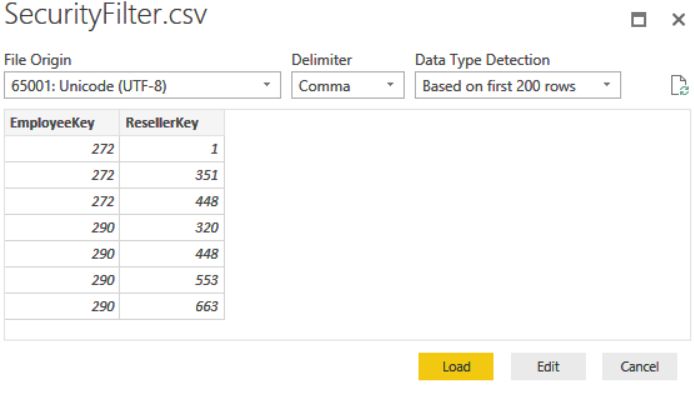 SecurityFilter.csv
File Origin Delimiter Data Type Detection
65001: Unicode (UTF-8) Comma Based on first 200 rows
EmployeeKey ResellerKey
272 1
272 351
272 448
290 320
290 448
290 553
290 663
Load Edit Cancel